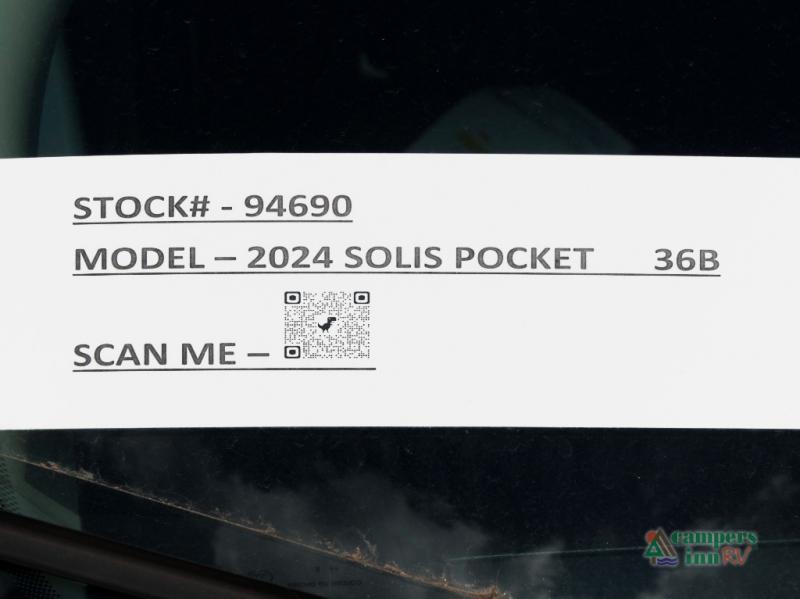 STOCK# - 94690
MODEL – 2024 SOLIS POCKET 36B
SCAN ME –
campers
inn RV